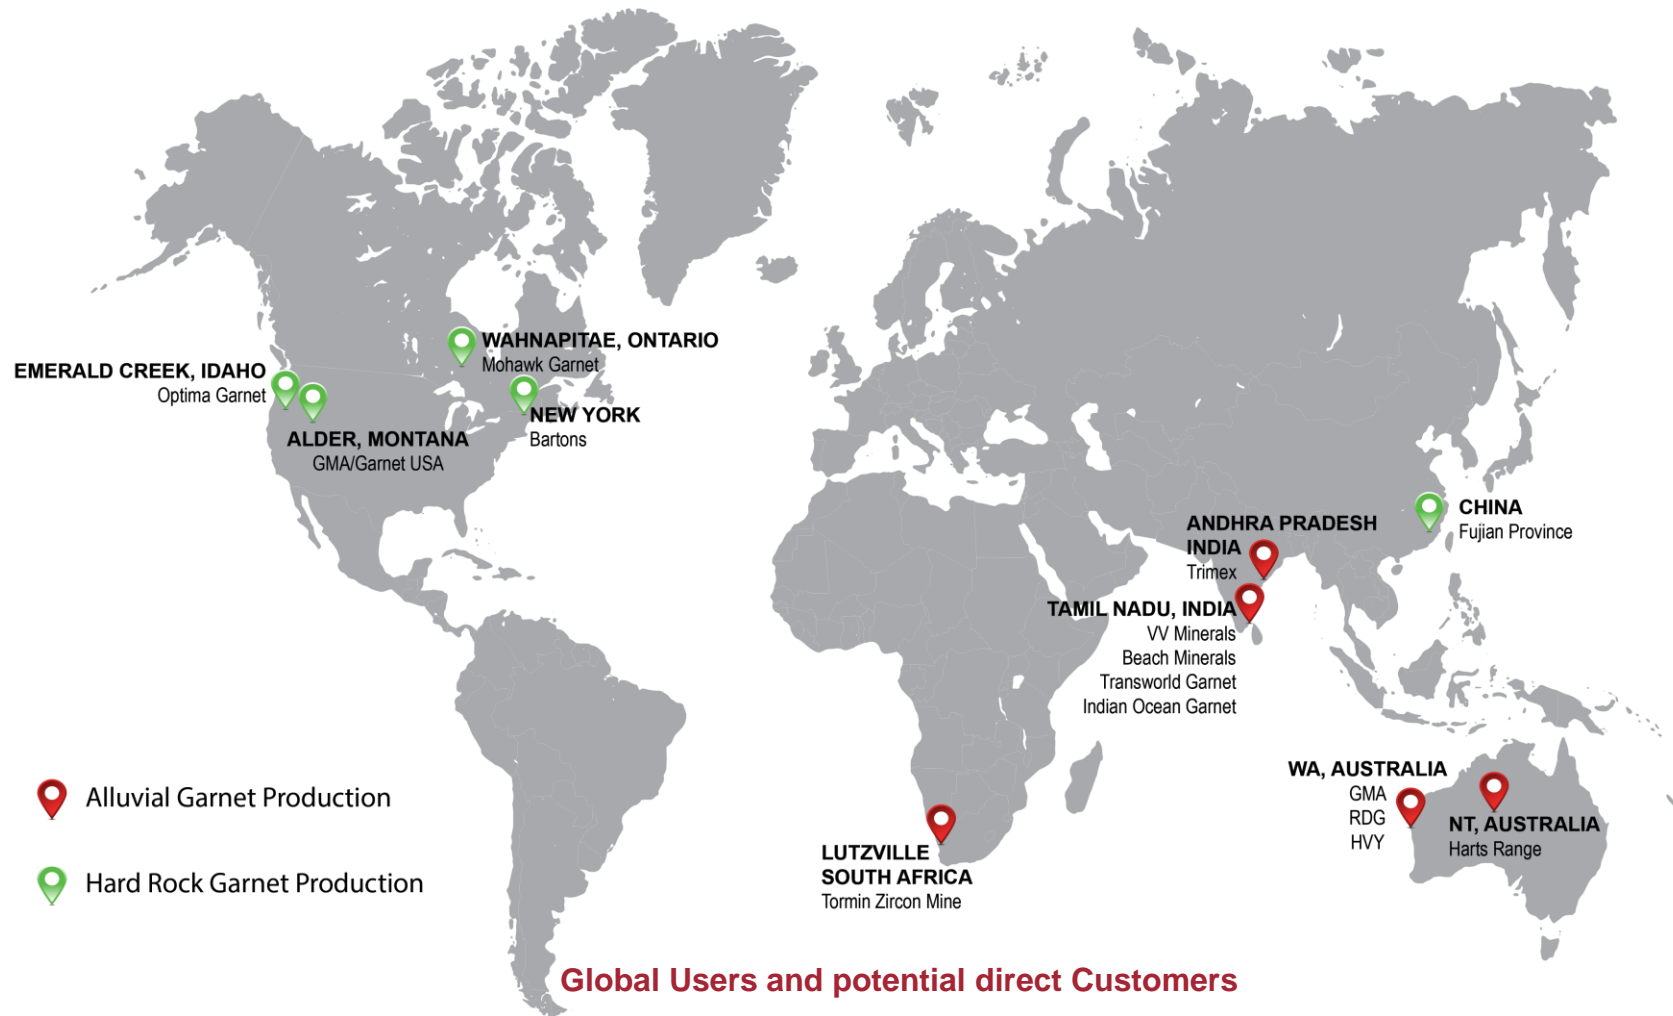 WAHNAPITAE, ONTARIO
Mohawk Garnet
EMERALD CREEK, IDAHO
Optima Garnet
NEW YORK
Bartons
ALDER, MONTANA
GMA/Garnet USA
CHINA
Fujian Province
ANDHRA PRADESH
INDIA
Trimex
TAMIL NADU, INDIA
VV Minerals
Beach Minerals
Transworld Garnet
Indian Ocean Garnet
WA, AUSTRALIA
GMA
RDG
HVY
NT, AUSTRALIA
Harts Range
LUTZVILLE
SOUTH AFRICA
Tormin Zircon Mine
Alluvial Garnet Production
Hard Rock Garnet Production
Global Users and potential direct Customers